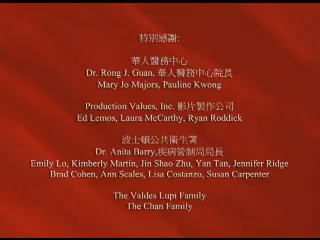 特別感謝:
華人醫務中心
Dr. Rong J. Guan, 華人醫務中心院長
Mary Jo Majors, Pauline Kwong
Production Values, Inc. 影片製作公司
Ed Lemos, Laura McCarthy, Ryan Roddick
波士頓公共衛生署
Dr. Anita Barry,疾病管制局局長
Emily Lo, Kimberly Martin, Jin Shao Zhu, Yan Tan, Jennifer Ridge
Brad Cohen, Ann Scales, Lisa Costanzo, Susan Carpenter
The Valdes Lupi Family
The Chan Family